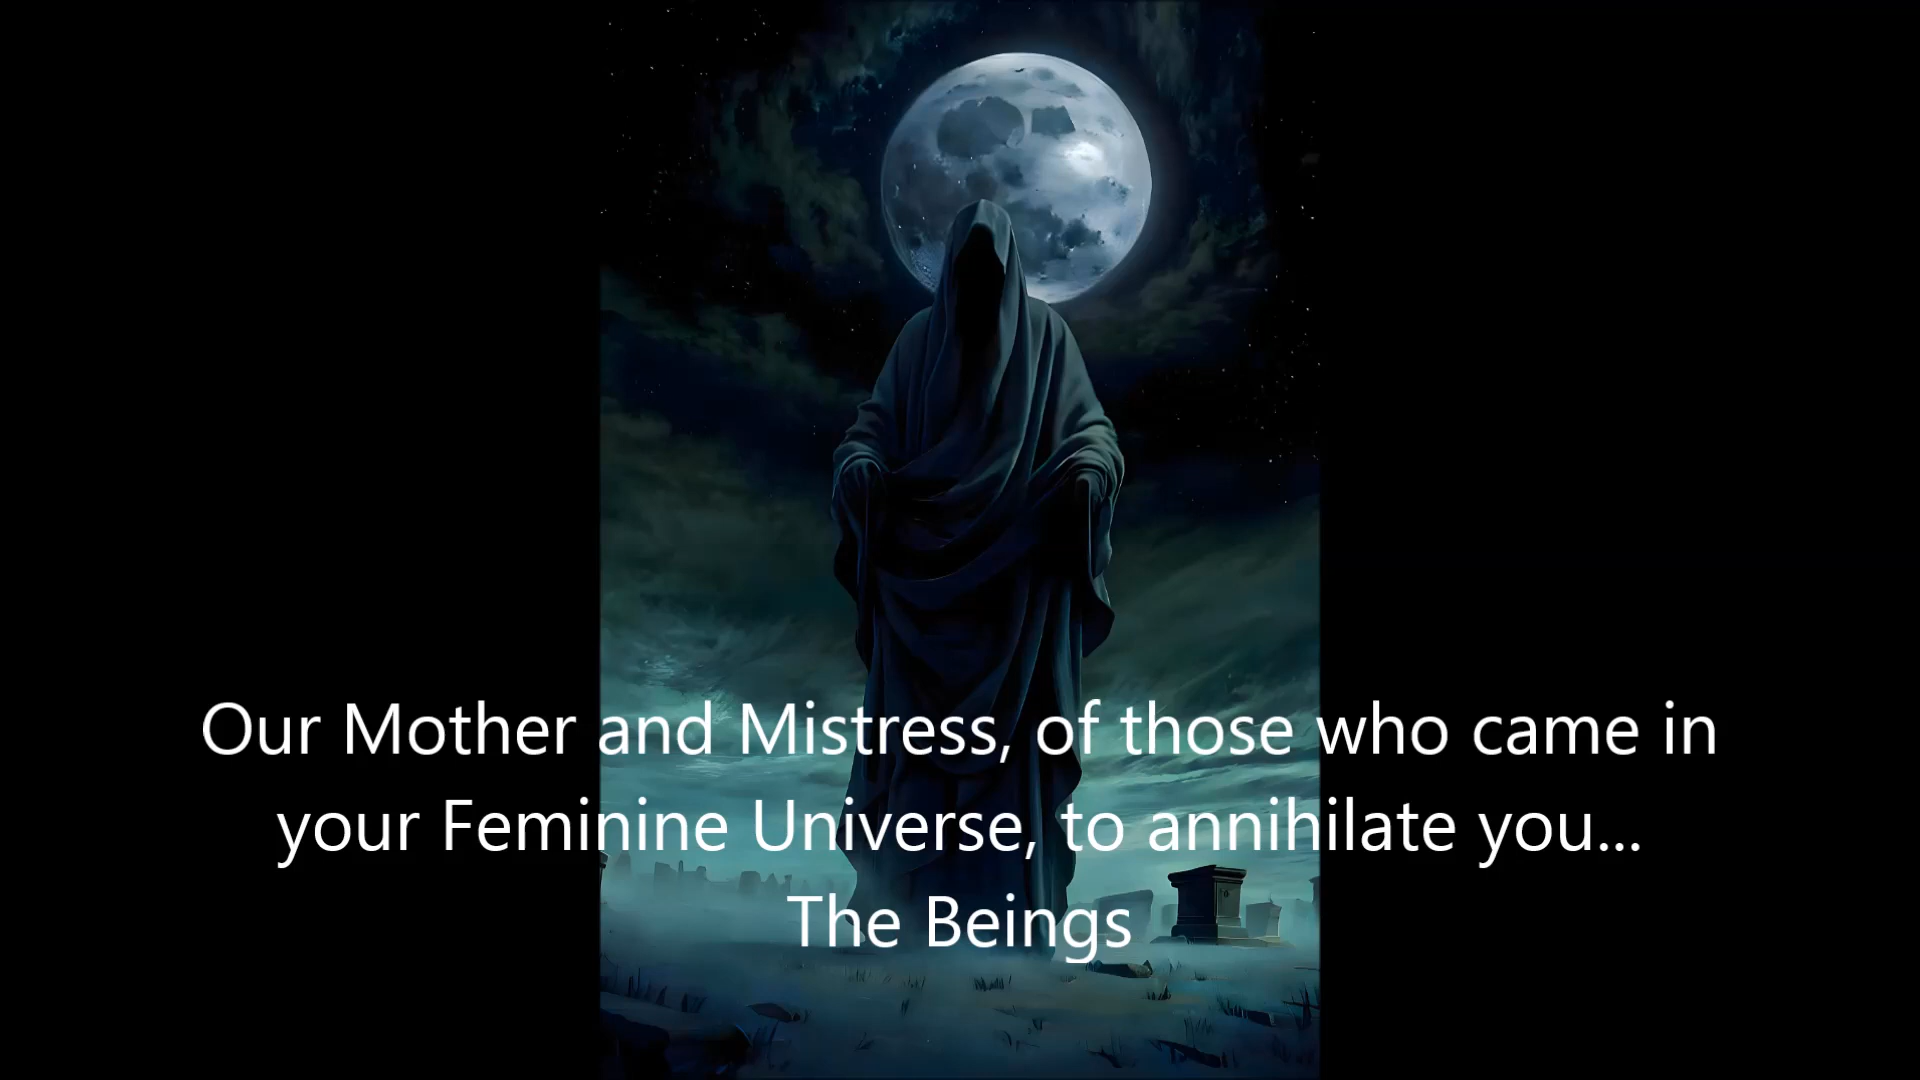 Our Mother and Mistress, of those who came in
your Feminine Universe, to annihilate you...
The Beings